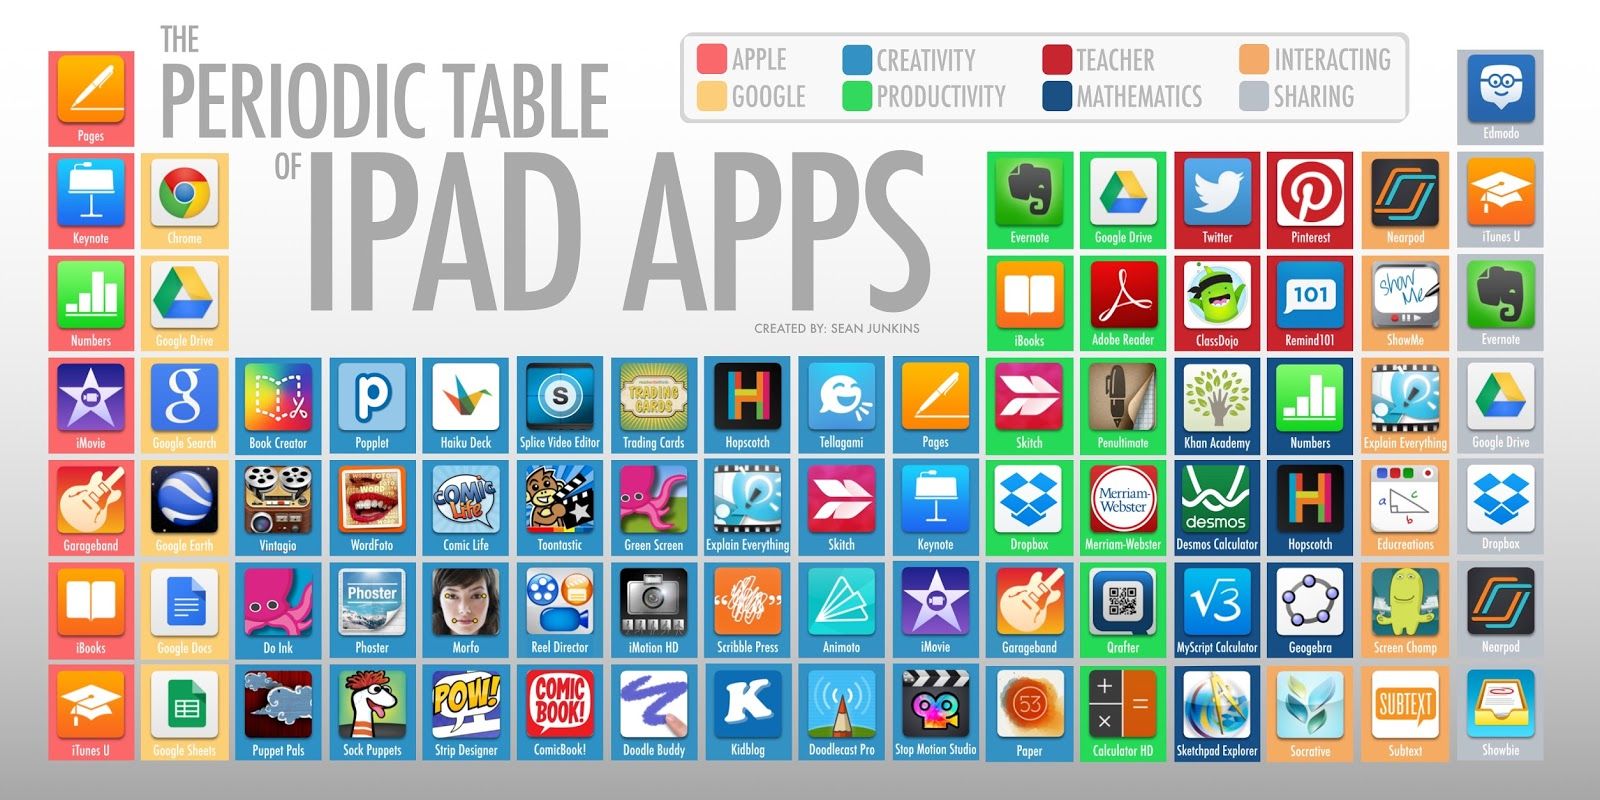 THE
PERIODIC TABLE
OF IPAD APPS
CREATED BY: SEAN JUNKINS
APPLE CREATIVITY TEACHER INTERACTING
GOOGLE PRODUCTIVITY MATHEMATICS SHARING
Pages Edmodo
Keynote Chrome Evernote Google Drive Twitter Pinterest Nearpod iTunes U
101
Show Me
Numbers Google Drive iBooks Adobe Reader ClassDojo Remind101 ShowMe Evernote
g P S TRADING CARDS H
iMovie Google Search Book Creator Popplet Haiku Deck Splice Video Editor Trading Cards Hopscotch Tellagami Pages Skitch Penultimate Khan Academy Numbers Explain Everything Google Drive
WORD FOTO COMIC Life Merriam-Webster desmos H a c b
Garageband Google Earth Vintagio WordFoto Comic Life Toontastic Green Screen Explain Everything Skitch Keynote Dropbox Merriam-Webster Desmos Calculator Hopscotch Educreations Dropbox
Phoster √3
iBooks Google Docs Do Ink Phoster Morfo Reel Director iMotion HD Scribble Press Animoto iMovie Garageband Qrafter MyScript Calculator Geogebra Screen Chomp Nearpod
POW! COMIC BOOK! K 53 + - × = SUBTEXT
iTunes U Google Sheets Puppet Pals Sock Puppets Strip Designer ComicBook! Doodle Buddy Kidblog Doodlecast Pro Stop Motion Studio Paper Calculator HD Sketchpad Explorer Socrative Subtext Showbie